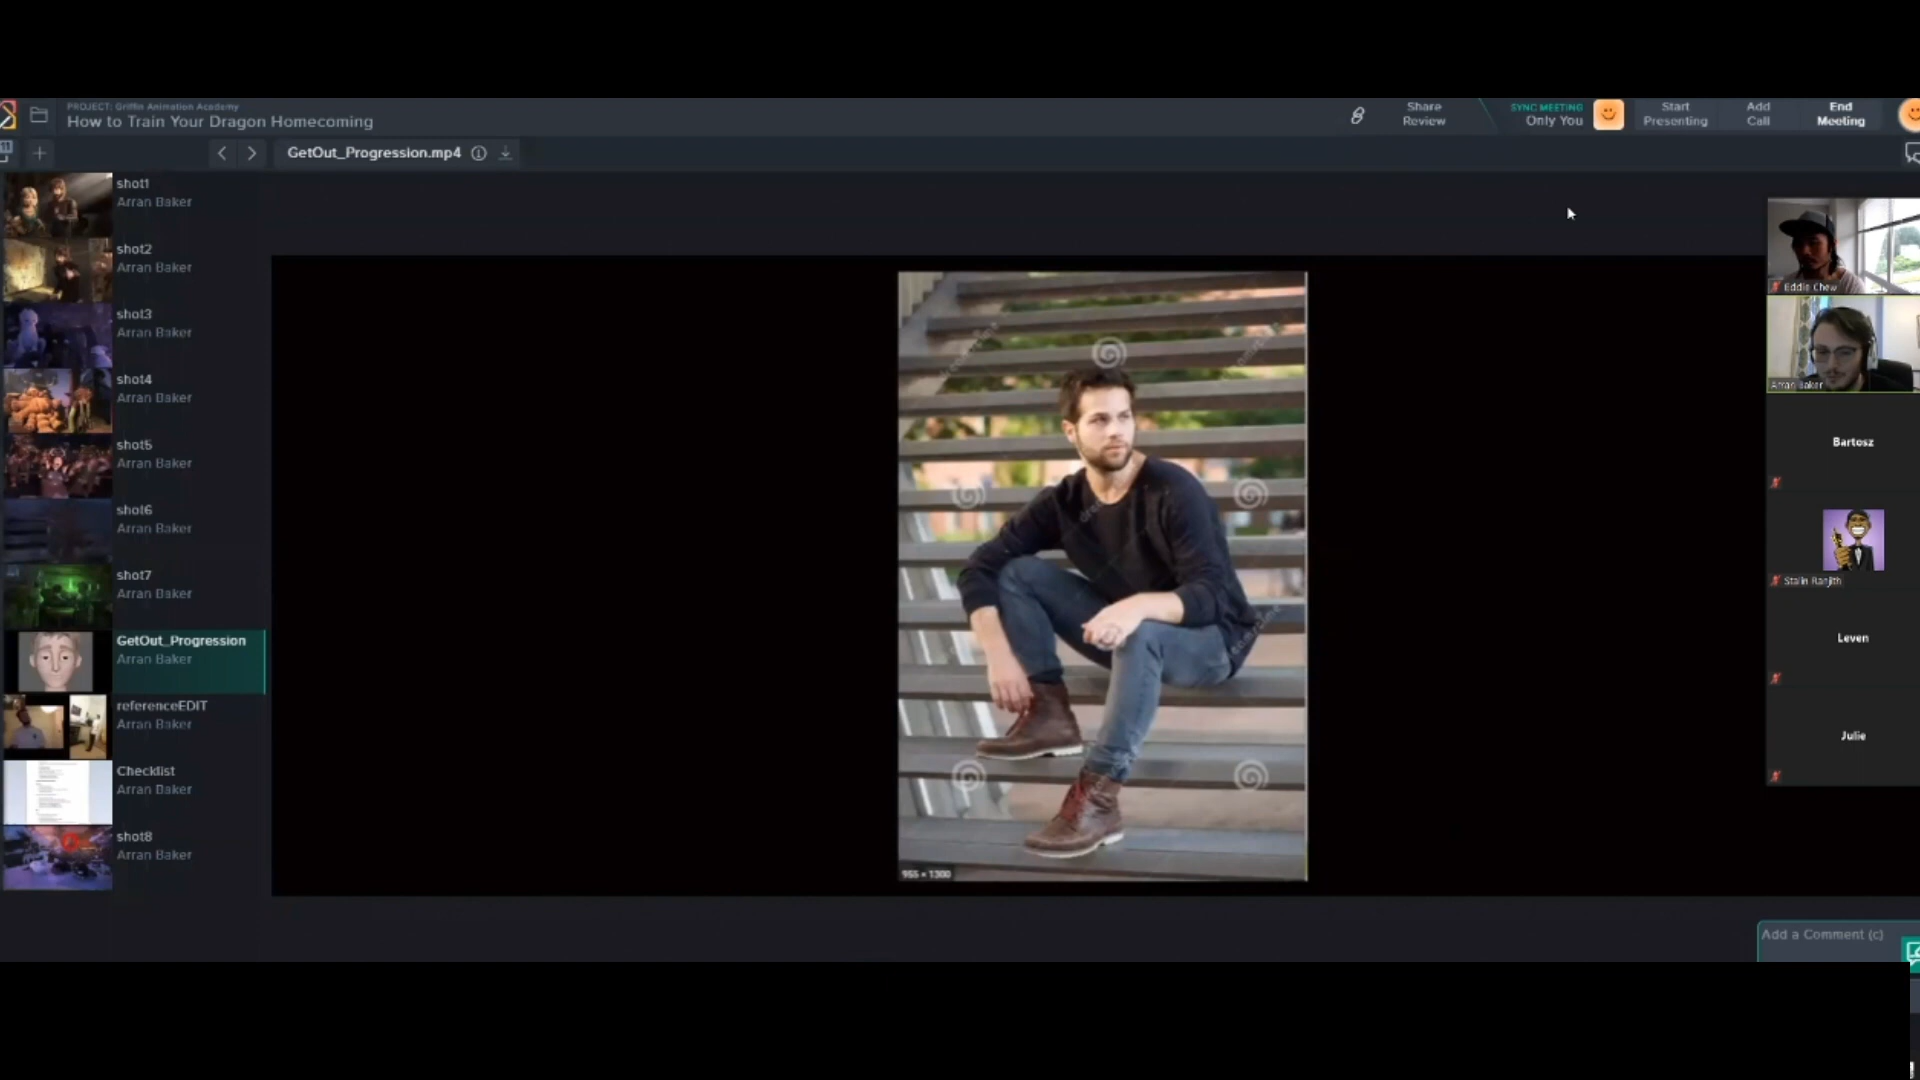 PROJECT: Griffin Animation Academy
How to Train Your Dragon Homecoming
Share Review
SYNC MEETING
Only You
Start Presenting
Add Call
End Meeting
11
GetOut_Progression.mp4
shot1
Arran Baker
shot2
Arran Baker
shot3
Arran Baker
shot4
Arran Baker
shot5
Arran Baker
shot6
Arran Baker
shot7
Arran Baker
GetOut_Progression
Arran Baker
referenceEDIT
Arran Baker
Checklist
Arran Baker
shot8
Arran Baker
955 × 1300
Eddie Chew
Arran Baker
Bartosz
Stalin Ranjith
Leven
Julie
Add a Comment (c)